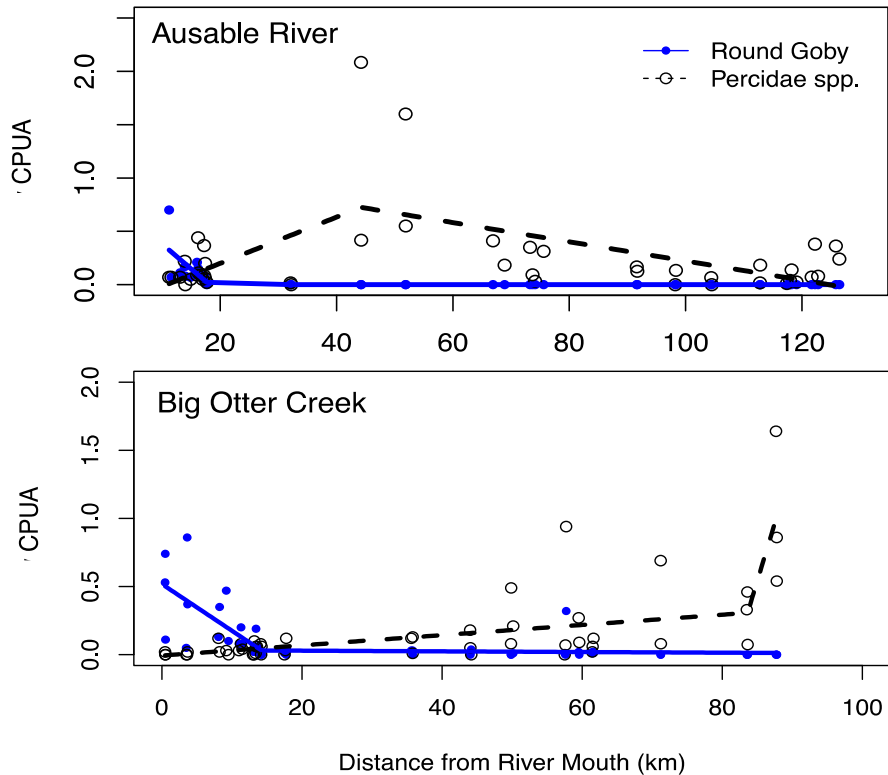 Ausable River
Round Goby
Percidae spp.
CPUA
0.0
1.0
2.0
20
40
60
80
100
120
Big Otter Creek
CPUA
0.0
0.5
1.0
1.5
2.0
0
20
40
60
80
100
Distance from River Mouth (km)